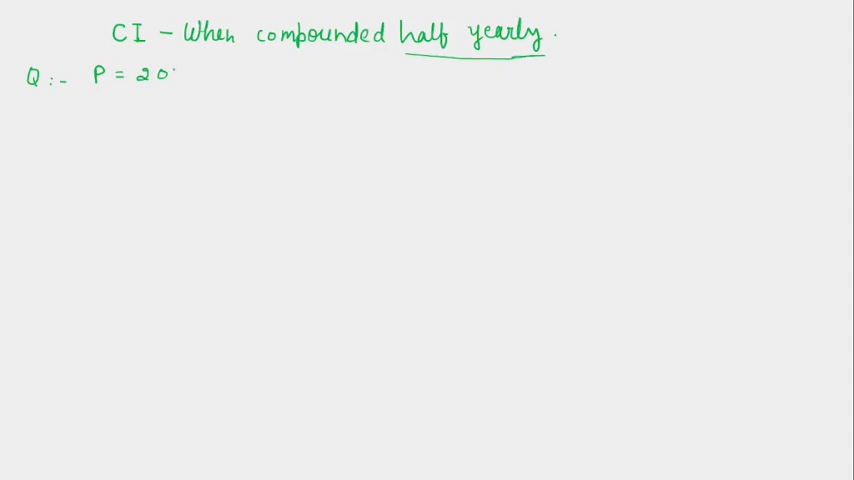 CI - When compounded half yearly.
Q:- P = 20